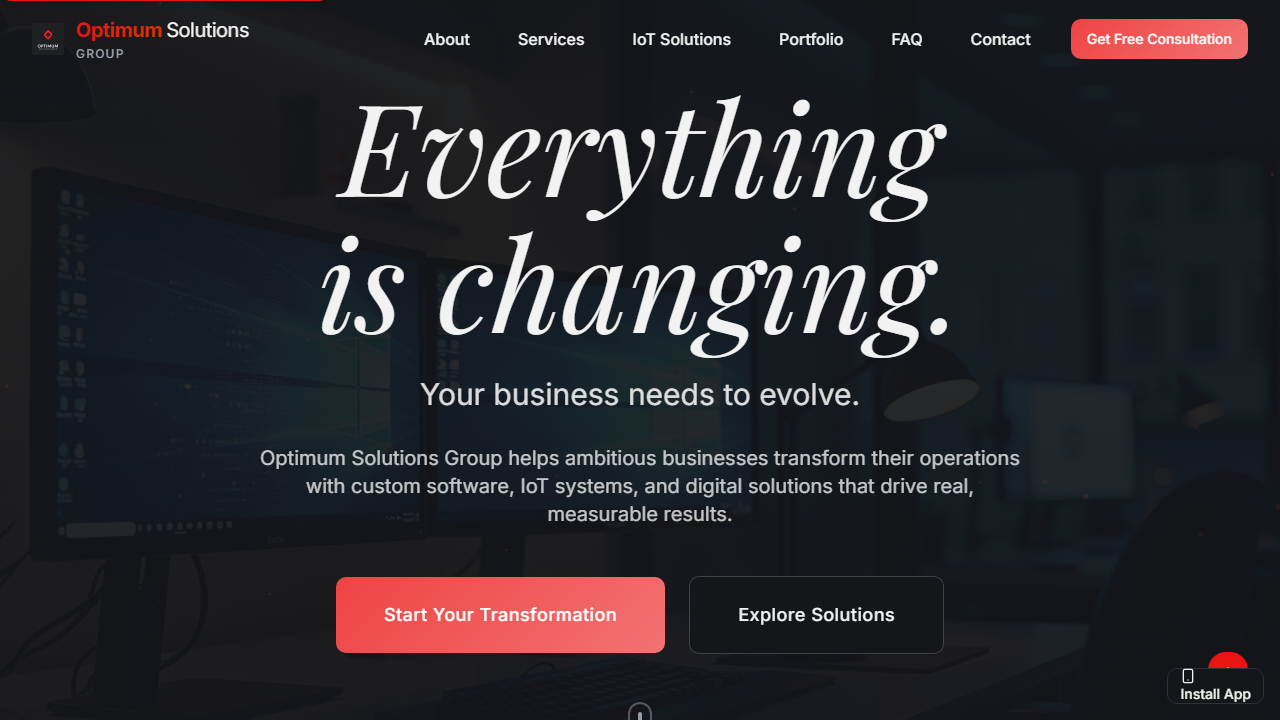 Optimum Solutions
GROUP
OPTIMUM
About
Services
IoT Solutions
Portfolio
FAQ
Contact
Get Free Consultation
Everything
is changing.
Your business needs to evolve.
Optimum Solutions Group helps ambitious businesses transform their operations
with custom software, IoT systems, and digital solutions that drive real,
measurable results.
Start Your Transformation
Explore Solutions
Install App